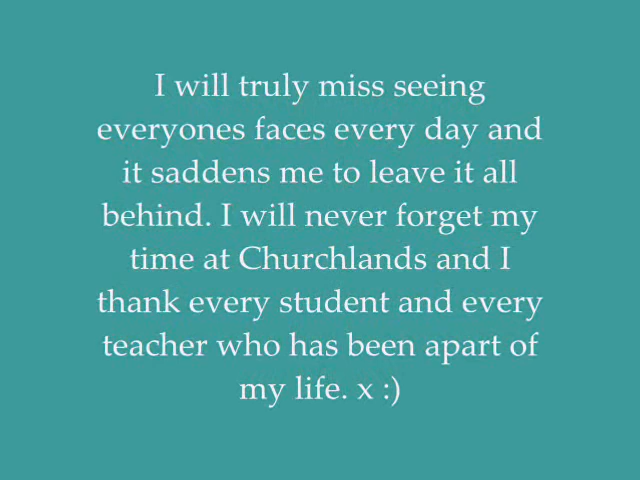 I will truly miss seeing
everyones faces every day and
it saddens me to leave it all
behind. I will never forget my
time at Churchlands and I
thank every student and every
teacher who has been apart of
my life. x :)